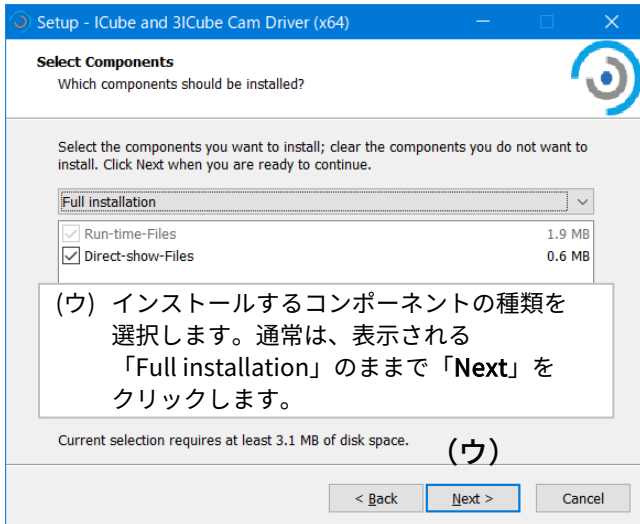 Setup - ICube and 3ICube Cam Driver (x64)
Select Components
Which components should be installed?
Select the components you want to install; clear the components you do not want to
install. Click Next when you are ready to continue.
Full installation
Run-time-Files 1.9 MB
Direct-show-Files 0.6 MB
(ウ) インストールするコンポーネントの種類を
選択します。通常は、表示される
「Full installation」のままで「Next」を
クリックします。
Current selection requires at least 3.1 MB of disk space.
(ウ)
< Back Next > Cancel